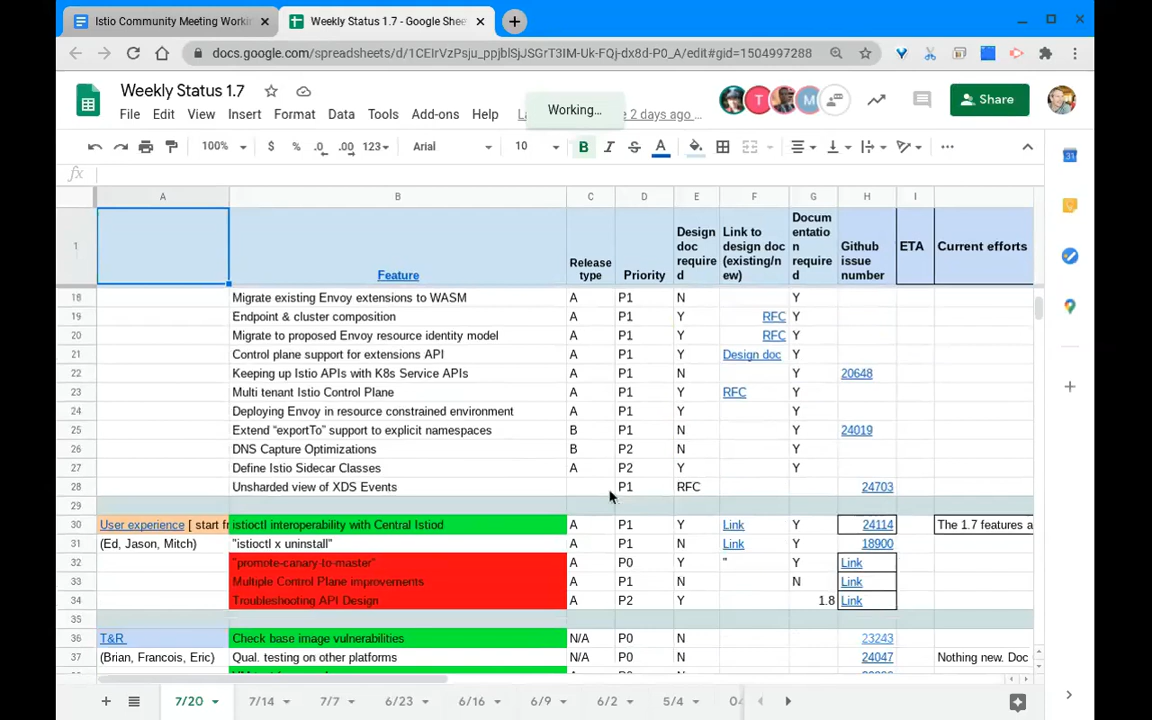 Istio Community Meeting Workin
Weekly Status 1.7 - Google Shee
docs.google.com/spreadsheets/d/1CEIrVzPsju_ppjblSjJSGrT3IM-Uk-FQj-dx8d-P0_A/edit#gid=1504997288
Weekly Status 1.7
File Edit View Insert Format Data Tools Add-ons Help
Working...
2 days ago ...
Share
100% $ % .0 .00 123 Arial 10 B I S A
fx
A B C D E F G H I
1 Feature Release type Priority Design doc required Link to design doc (existing/new) Documentation required Github issue number ETA Current efforts
18 Migrate existing Envoy extensions to WASM A P1 N Y
19 Endpoint & cluster composition A P1 Y RFC Y
20 Migrate to proposed Envoy resource identity model A P1 Y RFC Y
21 Control plane support for extensions API A P1 Y Design doc Y
22 Keeping up Istio APIs with K8s Service APIs A P1 N Y 20648
23 Multi tenant Istio Control Plane A P1 Y RFC Y
24 Deploying Envoy in resource constrained environment A P1 Y Y
25 Extend “exportTo” support to explicit namespaces B P1 N Y 24019
26 DNS Capture Optimizations B P2 N Y
27 Define Istio Sidecar Classes A P2 Y Y
28 Unsharded view of XDS Events P1 RFC 24703
29
30 User experience [ start fr istioctl interoperability with Central Istiod A P1 Y Link Y 24114 The 1.7 features a
31 (Ed, Jason, Mitch) "istioctl x uninstall" A P1 N Link Y 18900
32 "promote-canary-to-master" A P0 Y " Y Link
33 Multiple Control Plane improvements A P1 N N Link
34 Troubleshooting API Design A P2 Y 1.8 Link
35
36 T&R Check base image vulnerabilities N/A P0 N 23243
37 (Brian, Francois, Eric) Qual. testing on other platforms N/A P0 N 24047 Nothing new. Doc
7/20 7/14 7/7 6/23 6/16 6/9 6/2 5/4